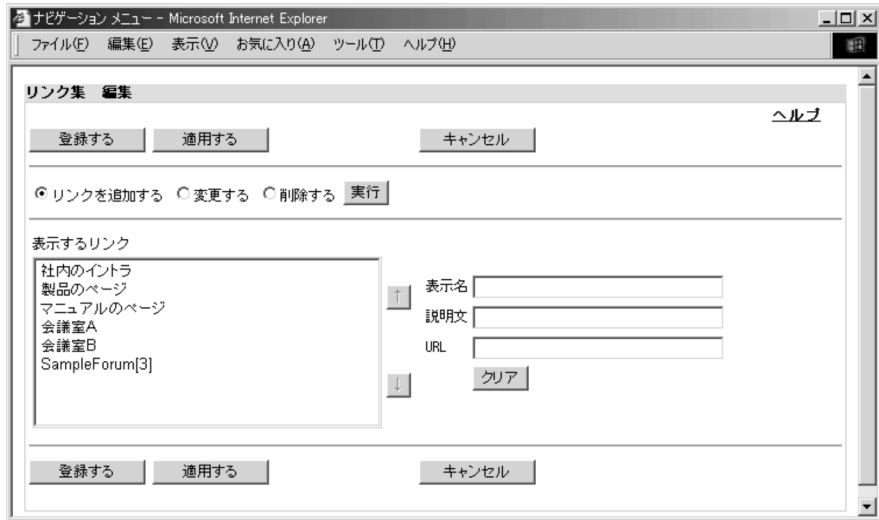 ナビゲーション メニュー - Microsoft Internet Explorer
ファイル(F) 編集(E) 表示(V) お気に入り(A) ツール(T) ヘルプ(H)
リンク集 編集
ヘルプ
登録する 適用する キャンセル
リンクを追加する 変更する 削除する 実行
表示するリンク
社内のイントラ
製品のページ
マニュアルのページ
会議室A
会議室B
SampleForum[3]
↑
↓
表示名
説明文
URL
クリア
登録する 適用する キャンセル